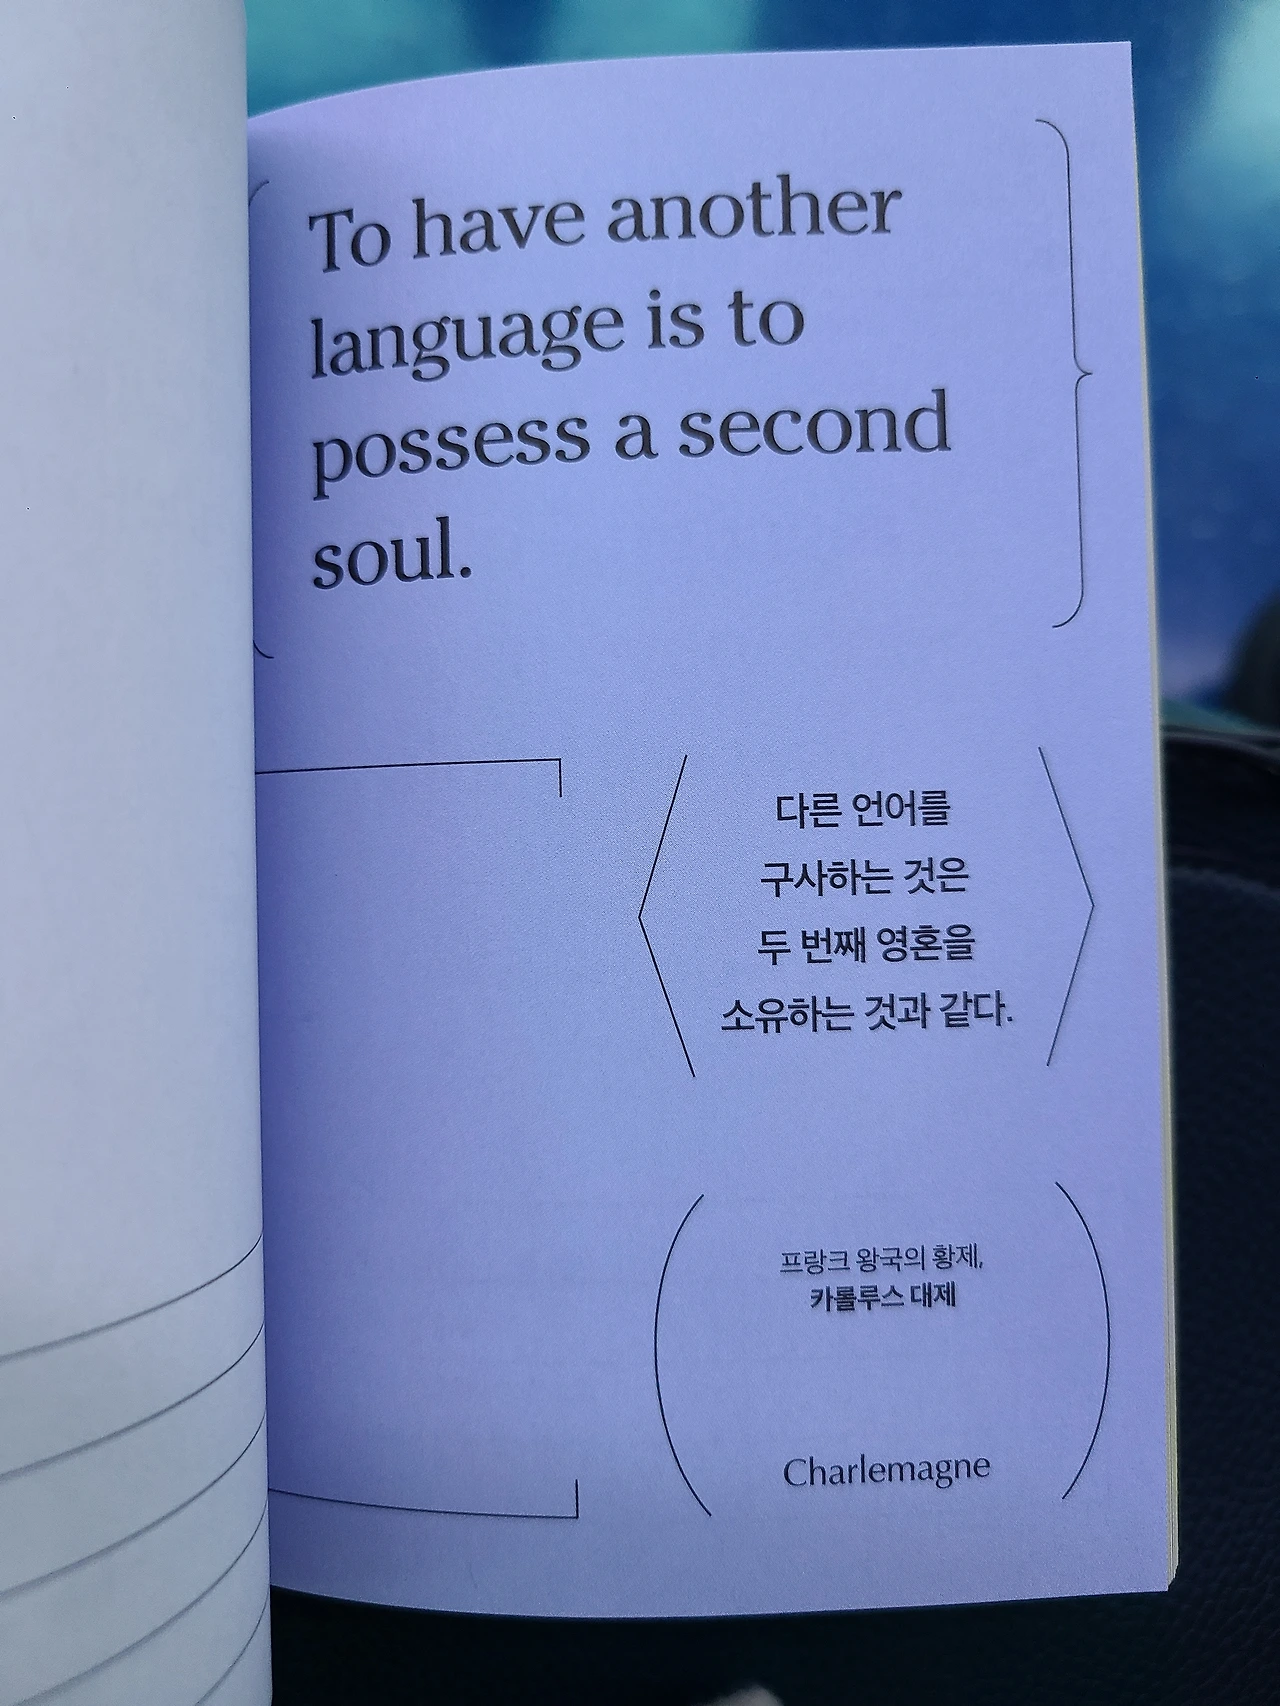 To have another
language is to
possess a second
soul.
다른 언어를
구사하는 것은
두 번째 영혼을
소유하는 것과 같다.
프랑크 왕국의 황제,
카롤루스 대제
Charlemagne